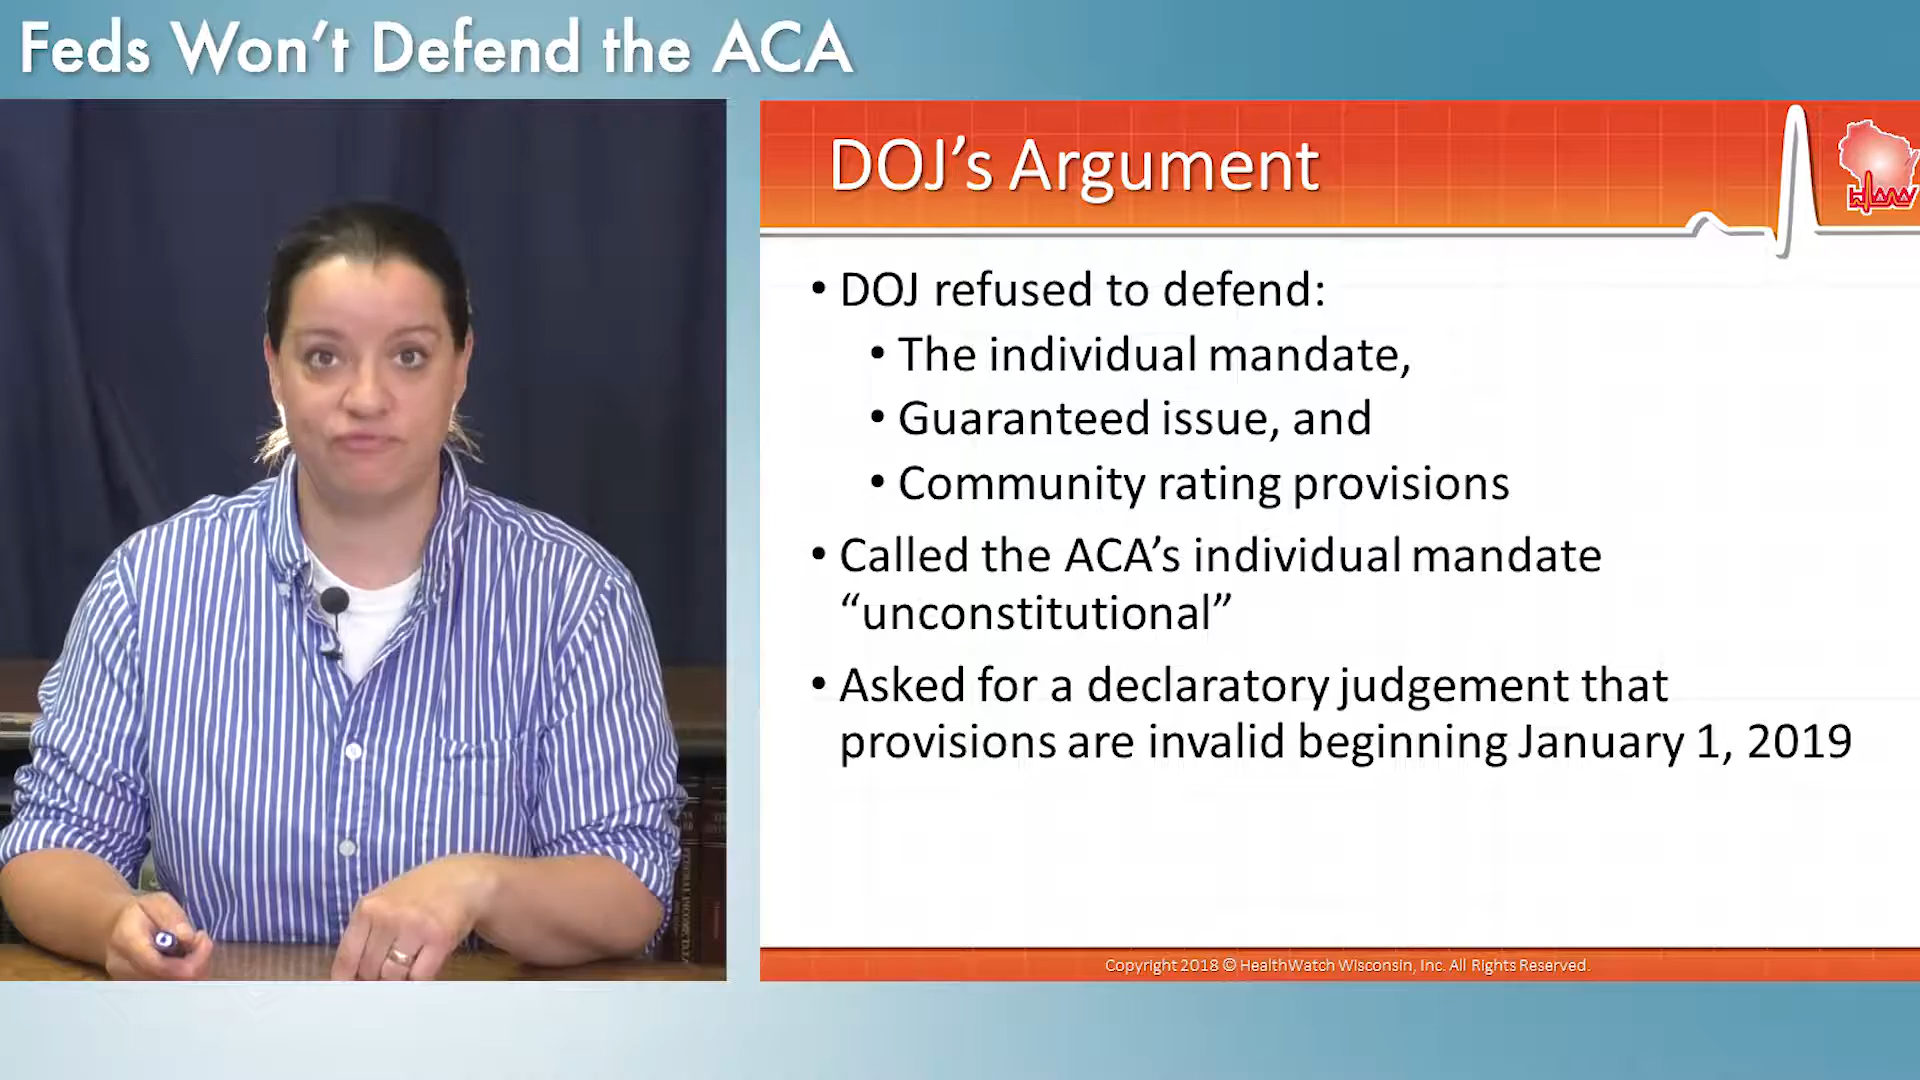 Feds Won't Defend the ACA
DOJ's Argument
• DOJ refused to defend:
• The individual mandate,
• Guaranteed issue, and
• Community rating provisions
• Called the ACA's individual mandate
“unconstitutional”
• Asked for a declaratory judgement that
provisions are invalid beginning January 1, 2019
Copyright 2018 © HealthWatch Wisconsin, Inc. All Rights Reserved.